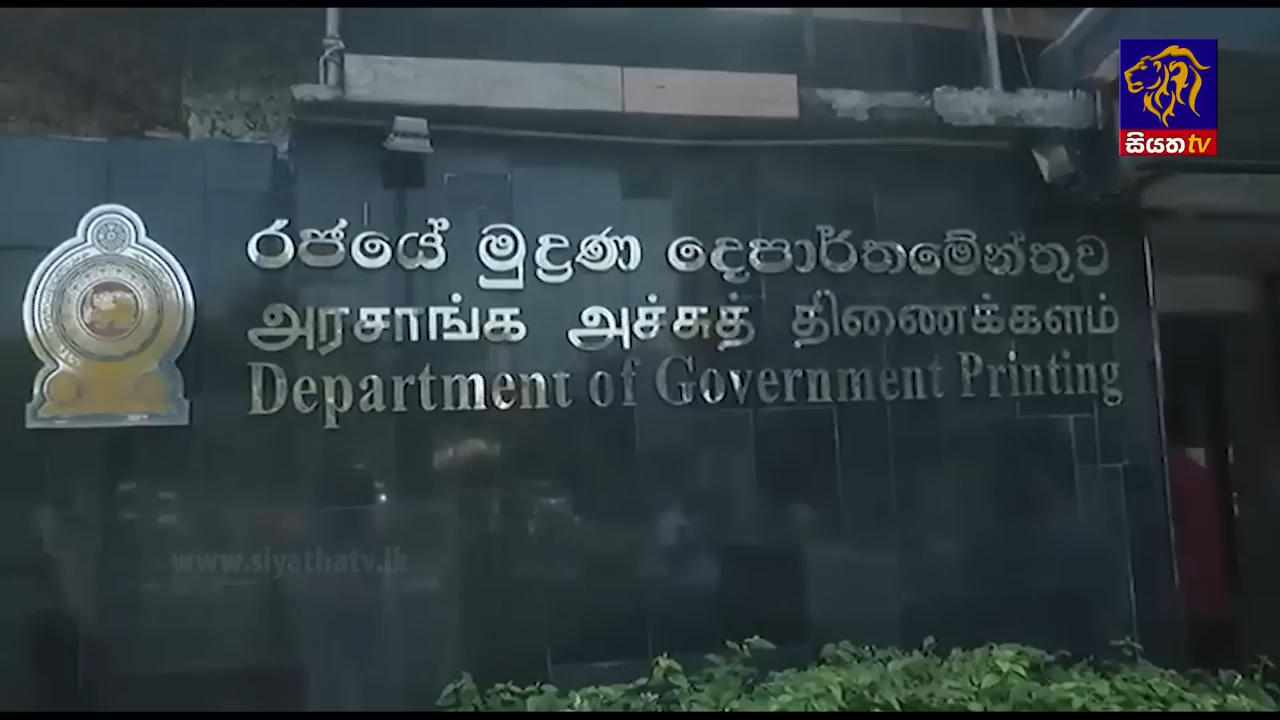 සියත tv
රජයේ මුද්‍රණ දෙපාර්තමේන්තුව
அரசாங்க அச்சுத் திணைக்களம்
Department of Government Printing
www.siyathatv.lk